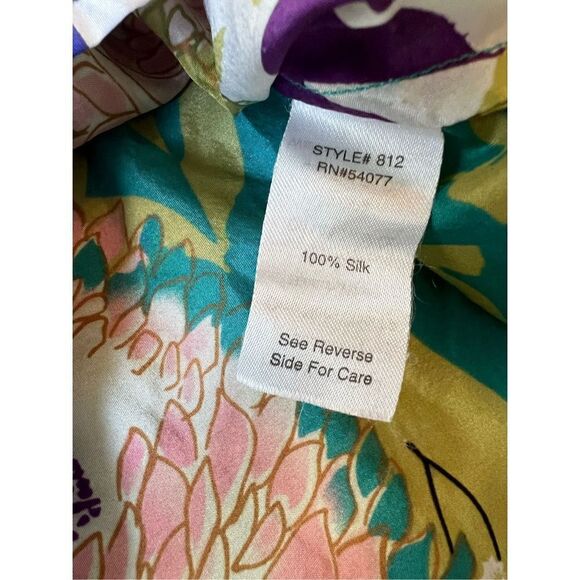 STYLE# 812
RN#54077
100% Silk
See Reverse
Side For Care